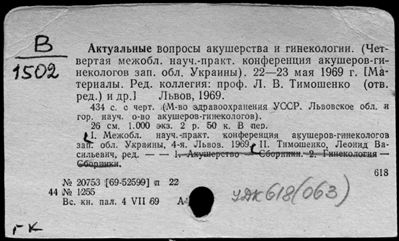 В
1502
Актуальные вопросы акушерства и гинекологии. (Чет-
вертая межобл. науч.-практ. конференция акушеров-ги-
некологов зап. обл. Украины). 22—23 мая 1969 г. [Ма-
териалы. Ред. коллегия: проф. Л. В. Тимошенко (отв.
ред.) и др.] Львов, 1969.
434 с. с черт. (М-во здравоохранения УССР. Львовское обл. и
гор. науч. о-во акушеров-гинекологов).
26 см. 1.000 экз. 2 р. 50 к. В пер.
I. Межобл. науч.-практ. конференция акушеров-гинекологов
зап. обл. Украины, 4-я. Львов. 1969. II. Тимошенко, Леонид Ва-
сильевич, ред. — — 1. Акушерство — Сборники. 2. Гинекология —
Сборники.
618
№ 20753 [69-52599] п 22
44 № 1255
Вс. кн. пал. 4 VII 69 А
УДК 618(063)
гк